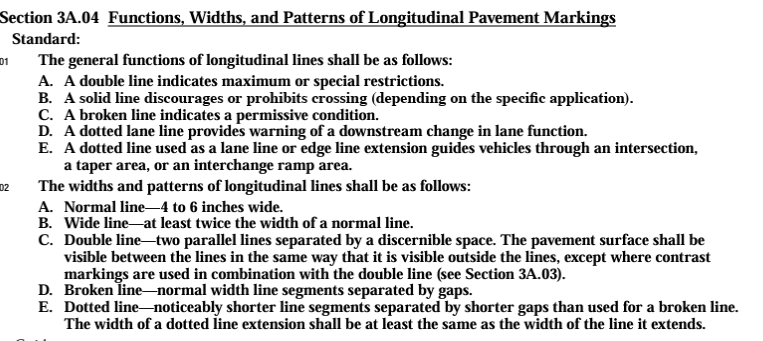 Section 3A.04 Functions, Widths, and Patterns of Longitudinal Pavement Markings
Standard:
01 The general functions of longitudinal lines shall be as follows:
A. A double line indicates maximum or special restrictions.
B. A solid line discourages or prohibits crossing (depending on the specific application).
C. A broken line indicates a permissive condition.
D. A dotted lane line provides warning of a downstream change in lane function.
E. A dotted line used as a lane line or edge line extension guides vehicles through an intersection,
a taper area, or an interchange ramp area.
02 The widths and patterns of longitudinal lines shall be as follows:
A. Normal line—4 to 6 inches wide.
B. Wide line—at least twice the width of a normal line.
C. Double line—two parallel lines separated by a discernible space. The pavement surface shall be
visible between the lines in the same way that it is visible outside the lines, except where contrast
markings are used in combination with the double line (see Section 3A.03).
D. Broken line—normal width line segments separated by gaps.
E. Dotted line—noticeably shorter line segments separated by shorter gaps than used for a broken line.
The width of a dotted line extension shall be at least the same as the width of the line it extends.